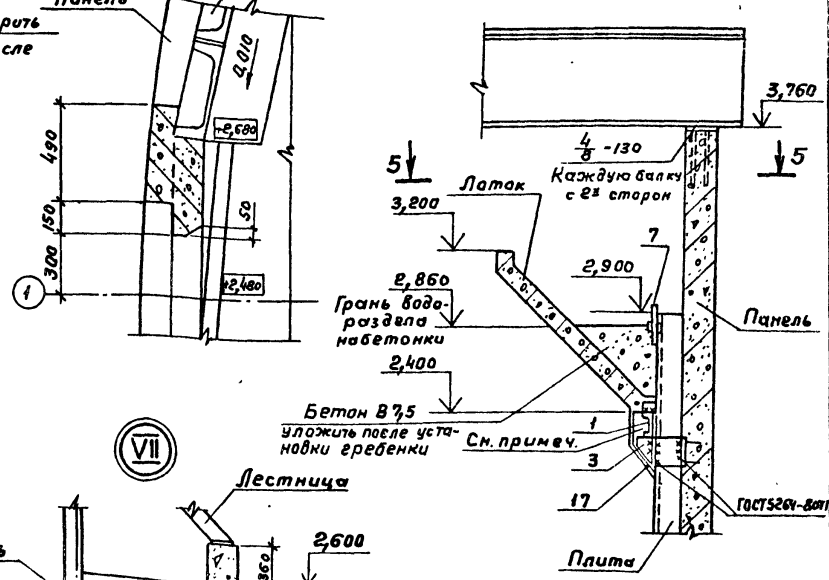 Панель
рить
сле
0,010
+2,680
490
150
50
300
+2,480
1
VII
Лестница
2,600
360
3,760
4/8 -130
Каждую балку
с 2х сторон
5
5
Лоток
3,200
7
2,900
2,860
Грань водо-
раздела
набетонки
Панель
2,400
Бетон В 7,5
уложить после уста-
новки гребенки
См. примеч.
1
3
17
Плита